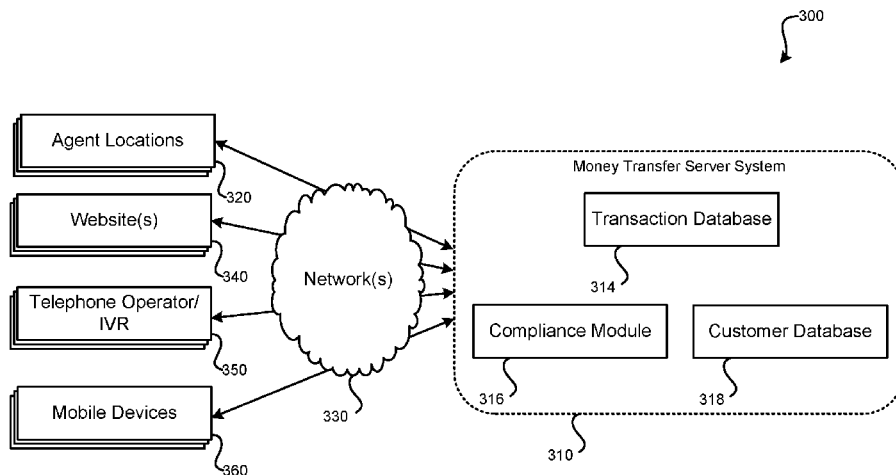 300
Agent Locations
320
Website(s)
340
Telephone Operator/
IVR
350
Mobile Devices
360
Network(s)
330
Money Transfer Server System
Transaction Database
314
Compliance Module
316
Customer Database
318
310